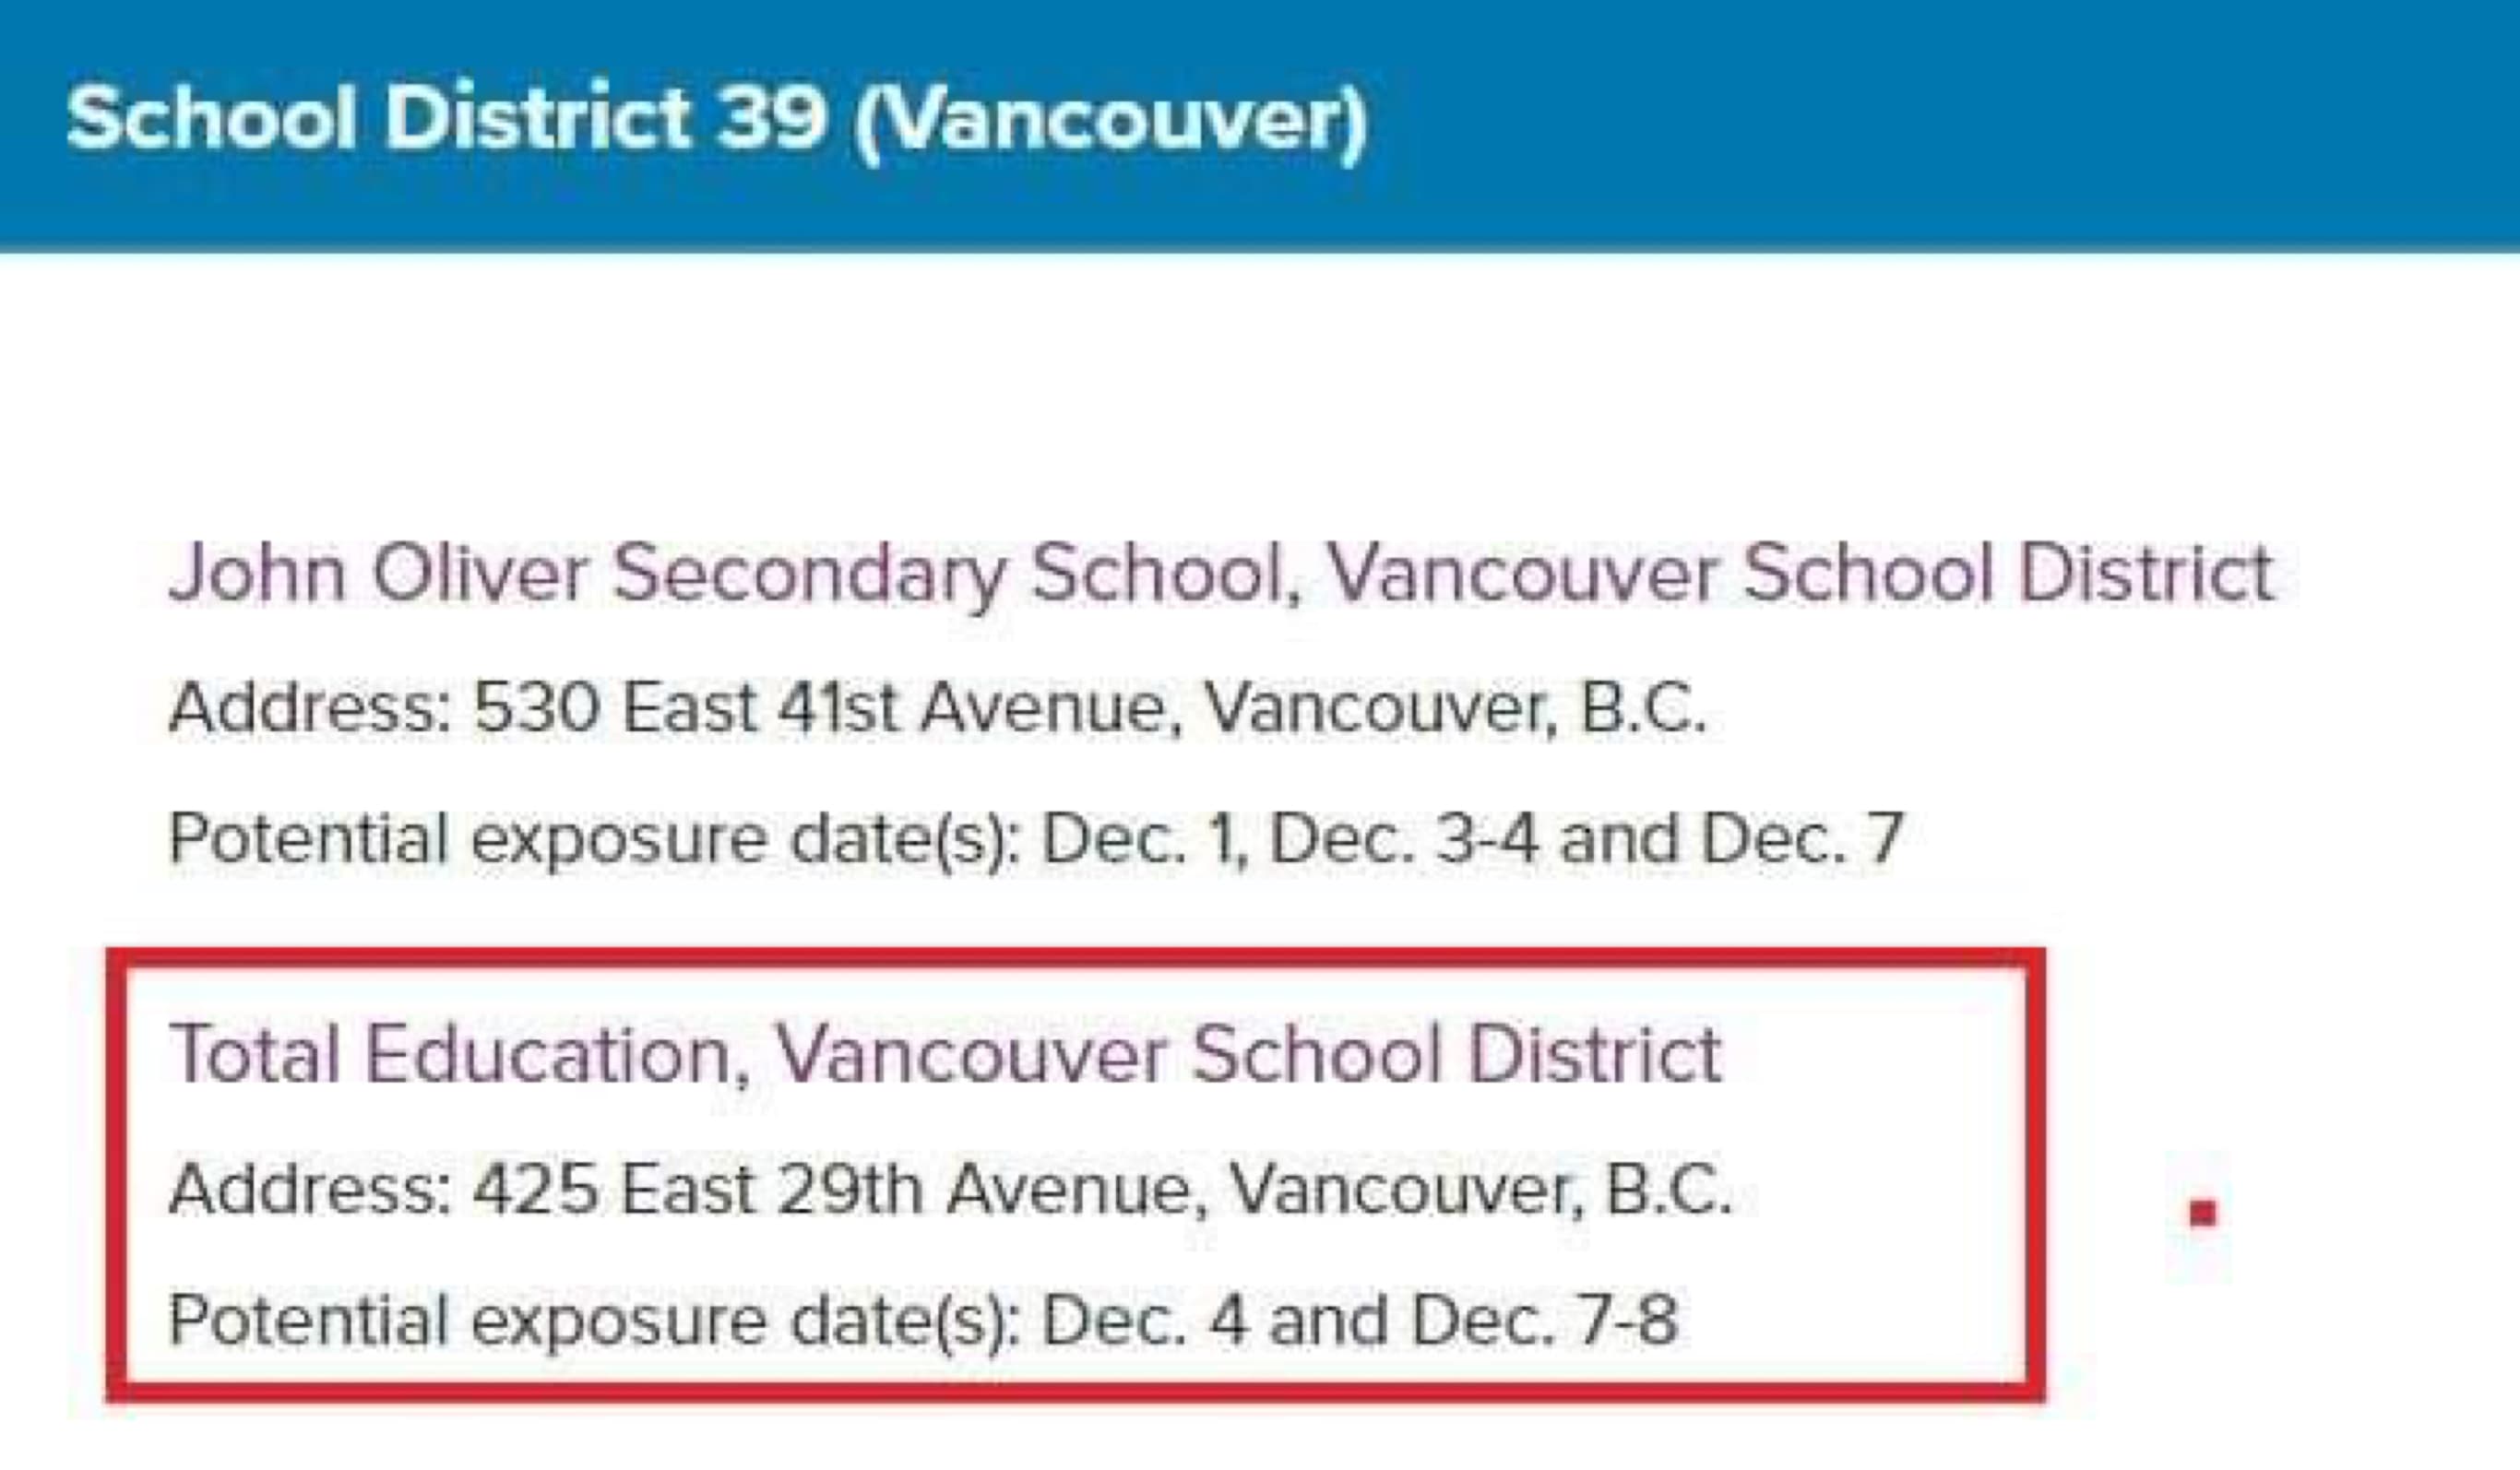 School District 39 (Vancouver)
John Oliver Secondary School, Vancouver School District
Address: 530 East 41st Avenue, Vancouver, B.C.
Potential exposure date(s): Dec. 1, Dec. 3-4 and Dec. 7
Total Education, Vancouver School District
Address: 425 East 29th Avenue, Vancouver, B.C.
Potential exposure date(s): Dec. 4 and Dec. 7-8